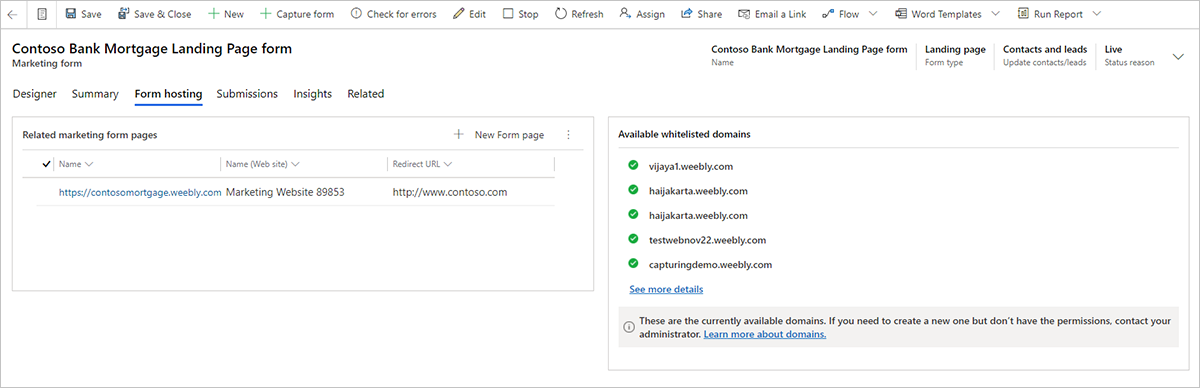 Save Save & Close New Capture form Check for errors Edit Stop Refresh Assign Share Email a Link Flow Word Templates Run Report
Contoso Bank Mortgage Landing Page form
Marketing form
Contoso Bank Mortgage Landing Page form Landing page Contacts and leads Live
Name Form type Update contacts/leads Status reason
Designer Summary Form hosting Submissions Insights Related
Related marketing form pages New Form page
Name Name (Web site) Redirect URL
https://contosomortgage.weebly.com Marketing Website 89853 http://www.contoso.com
Available whitelisted domains
vijaya1.weebly.com
haijakarta.weebly.com
haijakarta.weebly.com
testwebnov22.weebly.com
capturingdemo.weebly.com
See more details
These are the currently available domains. If you need to create a new one but don't have the permissions, contact your
administrator. Learn more about domains.